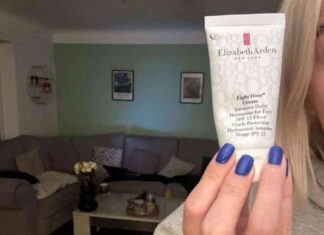 Elizabeth Arden
NEW YORK
Eight Hour®
Cream
Intensive Daily
Moisturizer for Face
SPF 15 PA++
Fluide Protecteur
Hydratation Intensive
Visage SPF 15